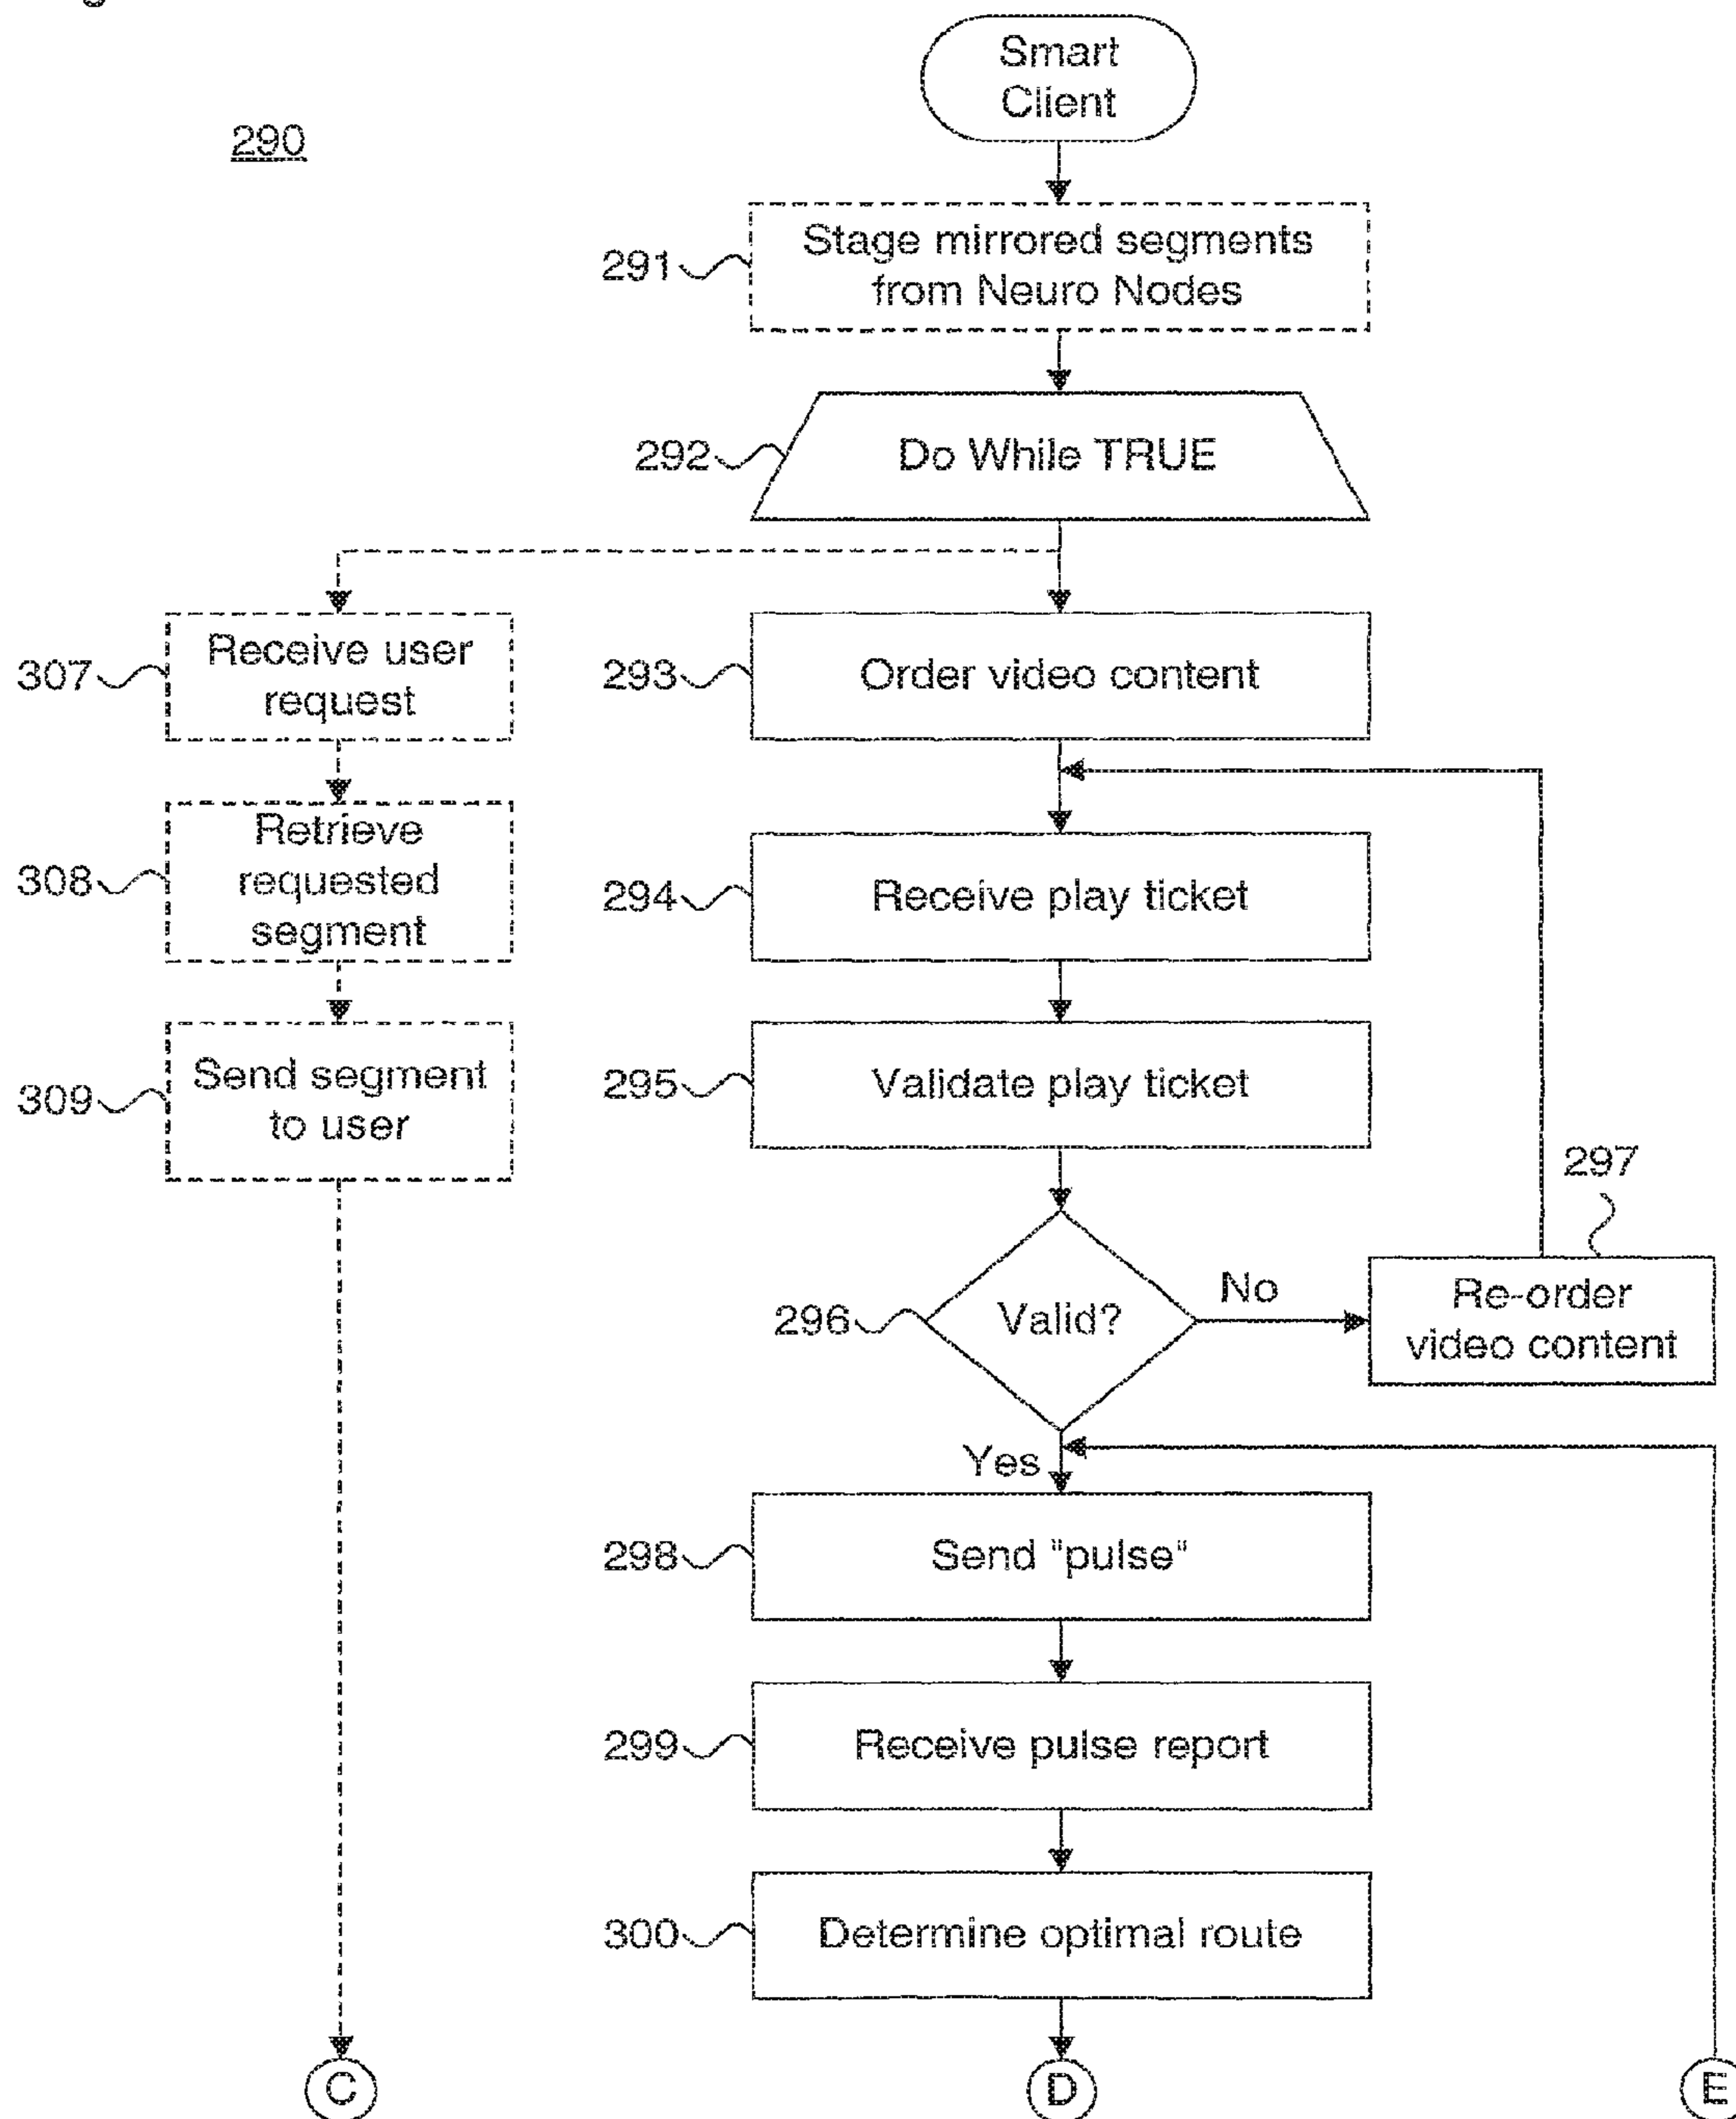 290
Smart
Client
291
Stage mirrored segments
from Neuro Nodes
292
Do While TRUE
307
Receive user
request
293
Order video content
308
Retrieve
requested
segment
294
Receive play ticket
309
Send segment
to user
295
Validate play ticket
297
296
Valid?
No
Re-order
video content
Yes
298
Send "pulse"
299
Receive pulse report
300
Determine optimal route
C
D
E